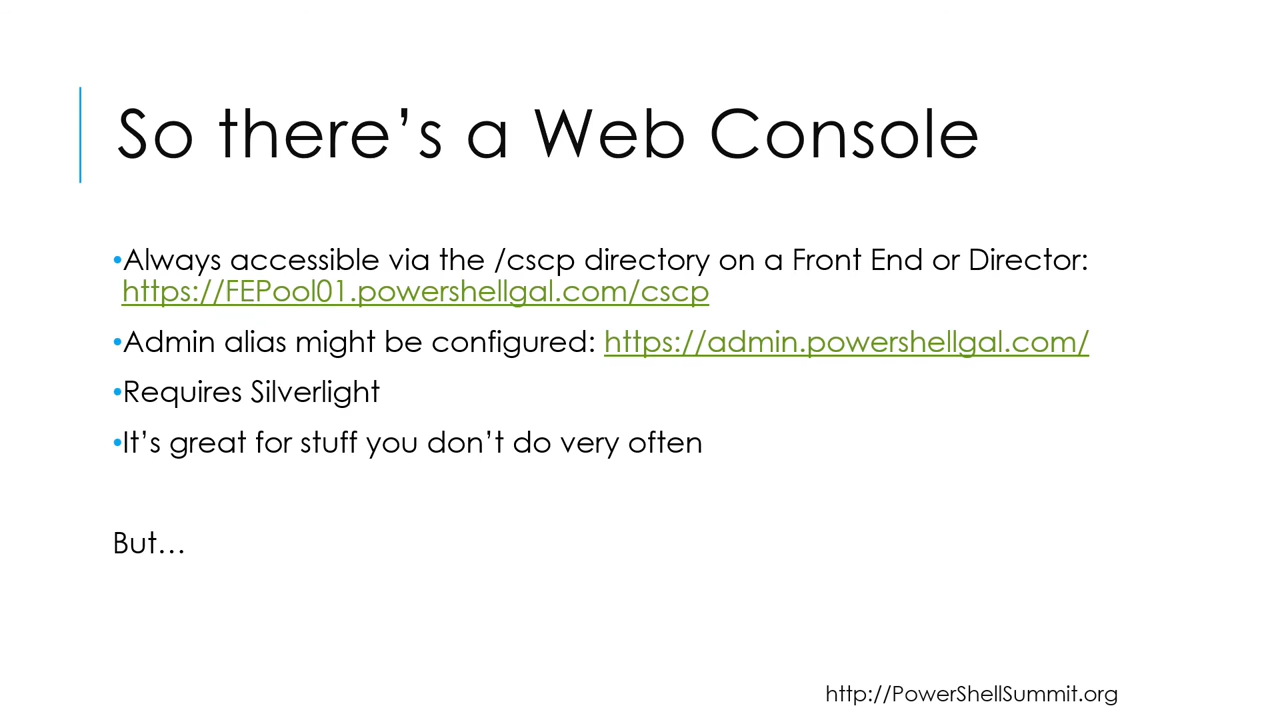 So there’s a Web Console
•Always accessible via the /cscp directory on a Front End or Director:
https://FEPool01.powershellgal.com/cscp
•Admin alias might be configured: https://admin.powershellgal.com/
•Requires Silverlight
•It’s great for stuff you don’t do very often
But…
http://PowerShellSummit.org